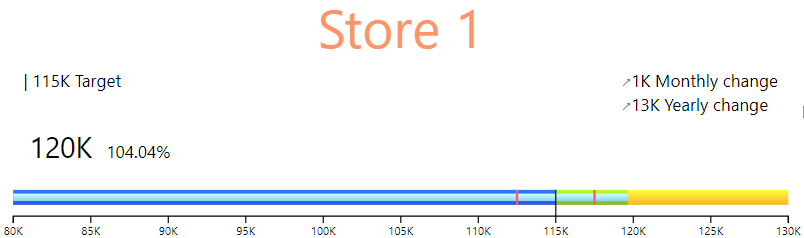 Store 1
| 115K Target
↗1K Monthly change
↗13K Yearly change
120K 104.04%
80K 85K 90K 95K 100K 105K 110K 115K 120K 125K 130K